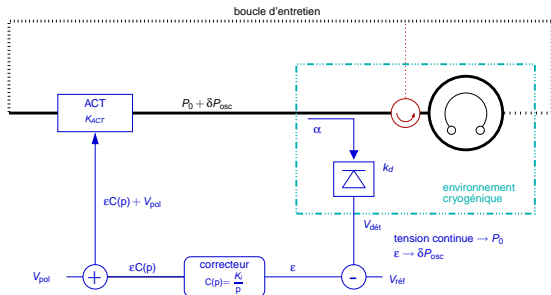 boucle d'entretien
ACT
K_ACT
P_0 + δP_osc
α
k_d
environnement
cryogénique
εC(p) + V_pol
V_dét
tension continue → P_0
ε → δP_osc
V_pol
+
εC(p)
correcteur
C(p)= K_i/p
ε
-
V_réf